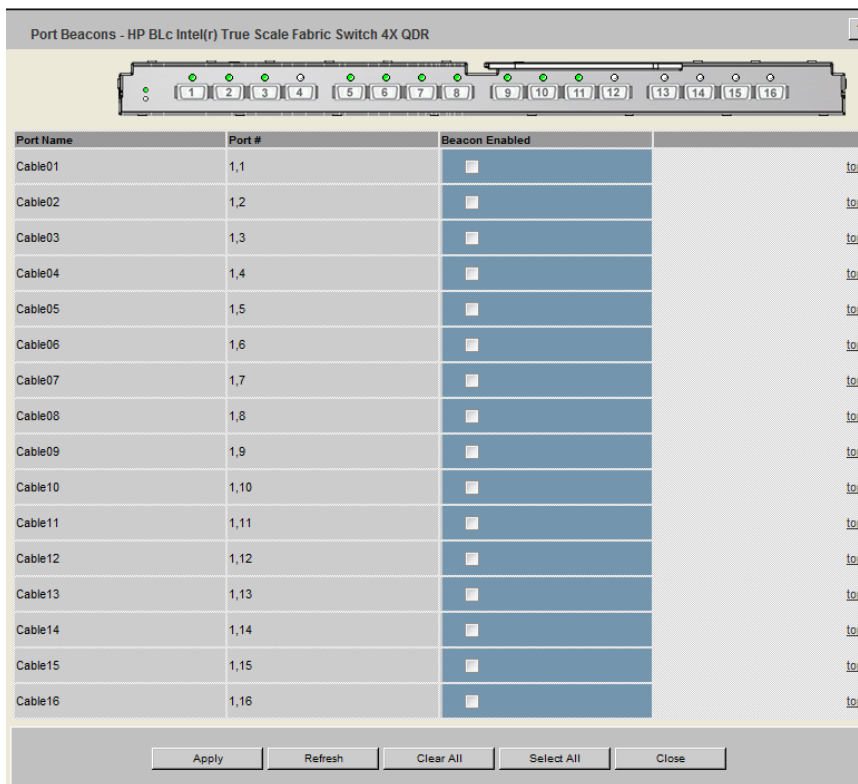 Port Beacons - HP BLc Intel(r) True Scale Fabric Switch 4X QDR
1 2 3 4 5 6 7 8 9 10 11 12 13 14 15 16
Port Name Port # Beacon Enabled
Cable01 1,1
Cable02 1,2
Cable03 1,3
Cable04 1,4
Cable05 1,5
Cable06 1,6
Cable07 1,7
Cable08 1,8
Cable09 1,9
Cable10 1,10
Cable11 1,11
Cable12 1,12
Cable13 1,13
Cable14 1,14
Cable15 1,15
Cable16 1,16
Apply Refresh Clear All Select All Close